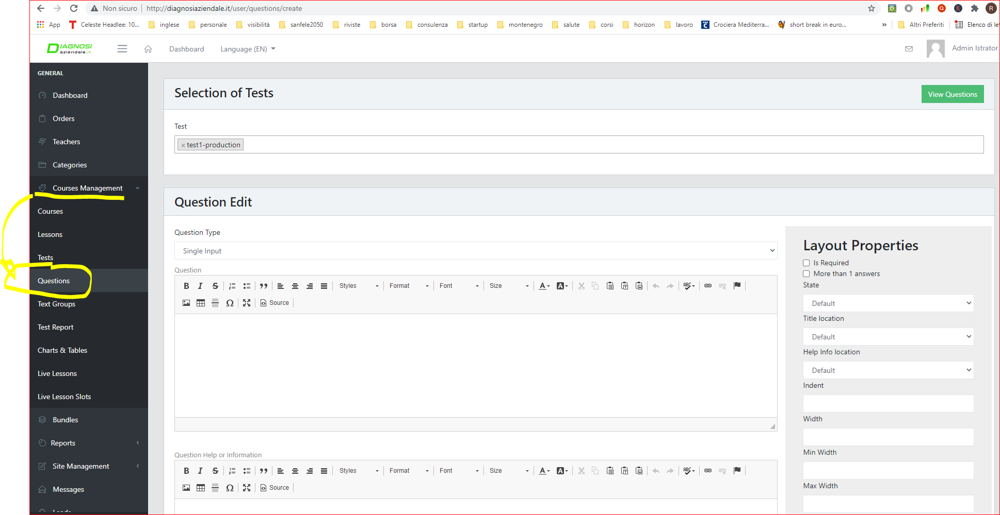 Non sicuro | http://diagnosiaziendale.it/user/questions/create R
App Celeste Headlee: 10... inglese personale visibilità sanfele2050 riviste borsa consulenza startup montenegro salute corsi horizon lavoro Crociera Mediterra... short break in euro... » Altri Preferiti Elenco di let
DIAGNOSI
aziendale.it
Dashboard Language (EN) Admin Istrator
GENERAL
Dashboard
Orders
Teachers
Categories
Courses Management
Courses
Lessons
Tests
Questions
Text Groups
Test Report
Charts & Tables
Live Lessons
Live Lesson Slots
Bundles
Reports
Site Management
Messages
Selection of Tests View Questions
Test
× test1-production
Question Edit
Question Type
Single Input
Question
B I S Styles Format Font Size A A ABC
Ω Source
Question Help or Information
B I S Styles Format Font Size A A ABC
Ω Source
Layout Properties
Is Required
More than 1 answers
State
Default
Title location
Default
Help Info location
Default
Indent
Width
Min Width
Max Width